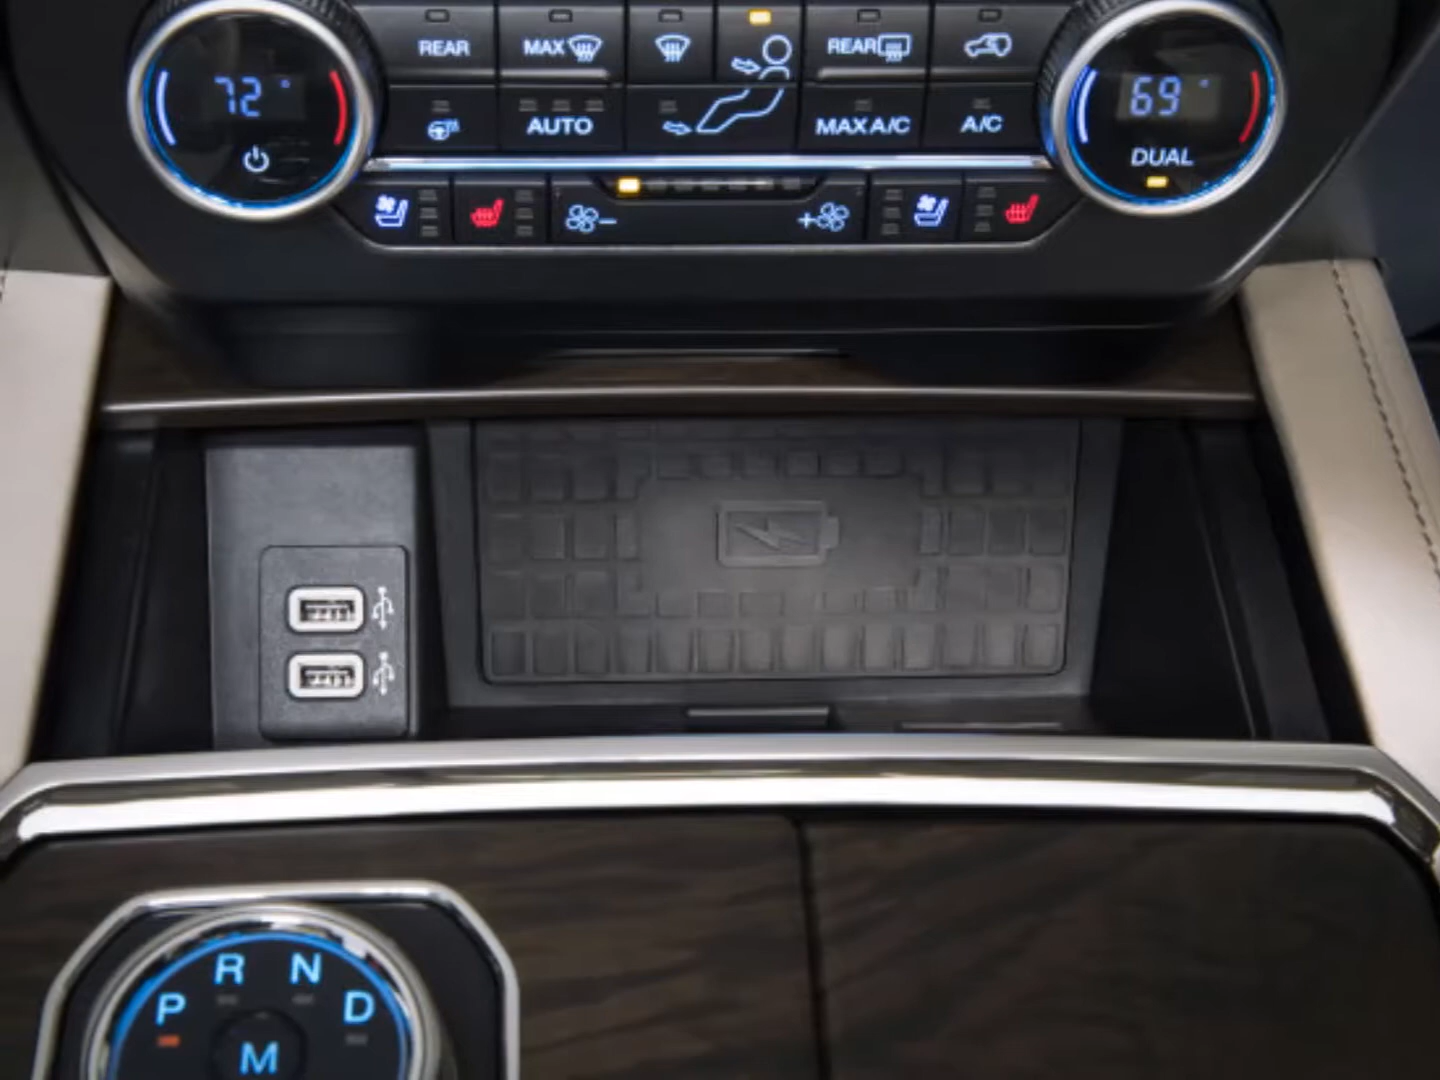 REAR MAX REAR
72° AUTO MAX A/C A/C 69°
DUAL
− +
R N
P D
M